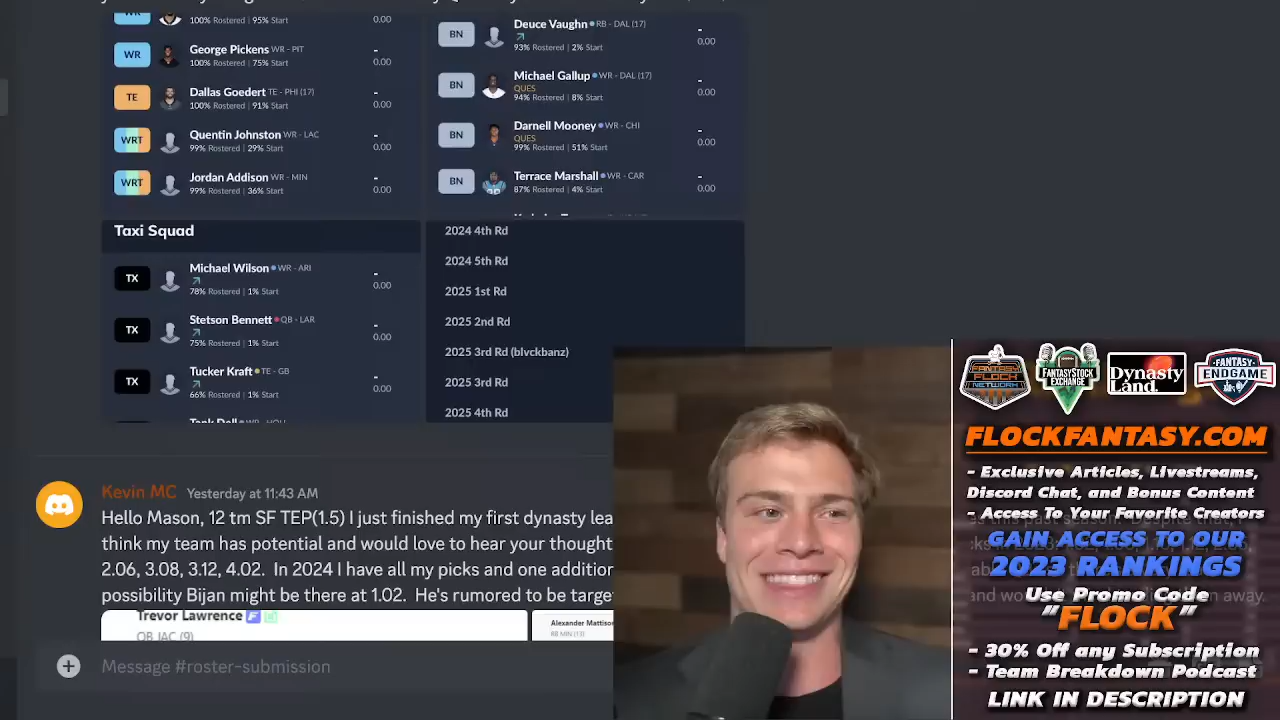 WR
100% Rostered | 95% Start
0.00
WR
George Pickens WR - PIT
100% Rostered | 75% Start
-
0.00
TE
Dallas Goedert TE - PHI (17)
100% Rostered | 91% Start
-
0.00
WRT
Quentin Johnston WR - LAC
99% Rostered | 29% Start
-
0.00
WRT
Jordan Addison WR - MIN
99% Rostered | 36% Start
-
0.00
BN
Deuce Vaughn RB - DAL (17)
93% Rostered | 2% Start
-
0.00
BN
Michael Gallup WR - DAL (17)
QUES
94% Rostered | 8% Start
-
0.00
BN
Darnell Mooney WR - CHI
QUES
99% Rostered | 51% Start
-
0.00
BN
Terrace Marshall WR - CAR
87% Rostered | 4% Start
-
0.00
Taxi Squad
TX
Michael Wilson WR - ARI
78% Rostered | 1% Start
-
0.00
TX
Stetson Bennett QB - LAR
75% Rostered | 1% Start
-
0.00
TX
Tucker Kraft TE - GB
66% Rostered | 1% Start
-
0.00
Tank Dell WR - HOU
2024 4th Rd
2024 5th Rd
2025 1st Rd
2025 2nd Rd
2025 3rd Rd (blvckbanz)
2025 3rd Rd
2025 4th Rd
Kevin MC Yesterday at 11:43 AM
Hello Mason, 12 tm SF TEP(1.5) I just finished my first dynasty lea
think my team has potential and would love to hear your thought
2.06, 3.08, 3.12, 4.02. In 2024 I have all my picks and one addition
possibility Bijan might be there at 1.02. He's rumored to be targe
Trevor Lawrence
QB JAC (9)
Alexander Mattiso
RB MIN (13)
Message #roster-submission
FANTASY FLOCK NETWORK
FANTASYSTOCK EXCHANGE
Dynasty Land.
FANTASY ENDGAME
FLOCKFANTASY.COM
- Exclusive Articles, Livestreams,
Discord Chat, and Bonus Content
- Access To Your Favorite Creators
GAIN ACCESS TO OUR
2023 RANKINGS
Use Promo Code
"FLOCK"
- 30% Off any Subscription
- Team Breakdown Podcast
LINK IN DESCRIPTION